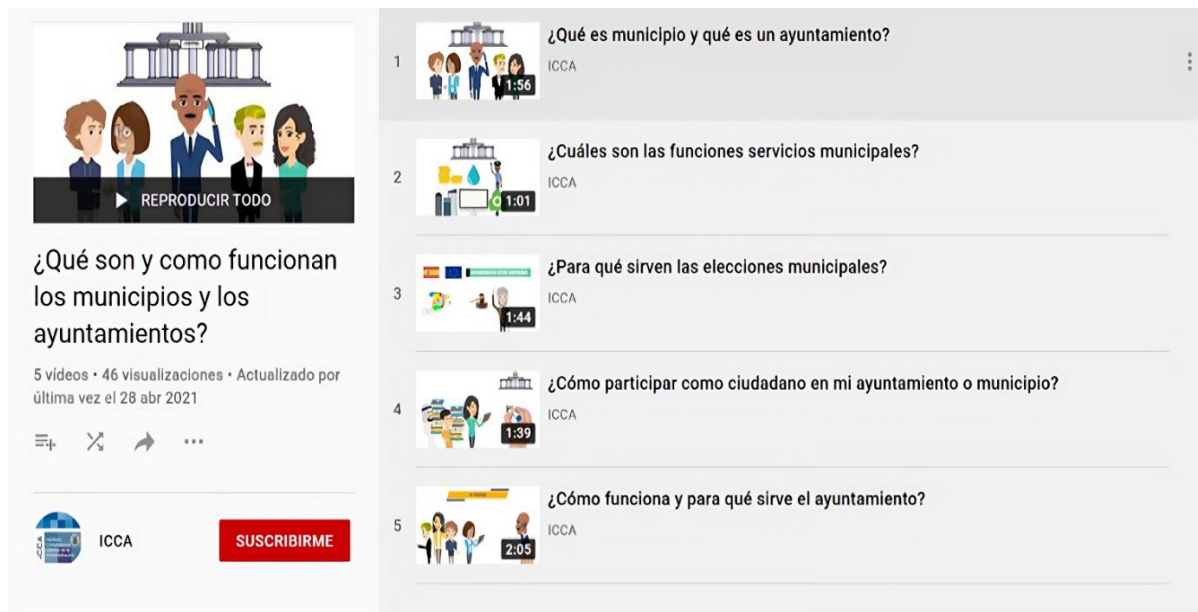 REPRODUCIR TODO
¿Qué son y como funcionan
los municipios y los
ayuntamientos?
5 vídeos • 46 visualizaciones • Actualizado por
última vez el 28 abr 2021
ICCA
SUSCRIBIRME
1
¿Qué es municipio y qué es un ayuntamiento?
ICCA
1:56
2
¿Cuáles son las funciones servicios municipales?
ICCA
1:01
3
¿Para qué sirven las elecciones municipales?
ICCA
1:44
4
¿Cómo participar como ciudadano en mi ayuntamiento o municipio?
ICCA
1:39
5
¿Cómo funciona y para qué sirve el ayuntamiento?
ICCA
2:05